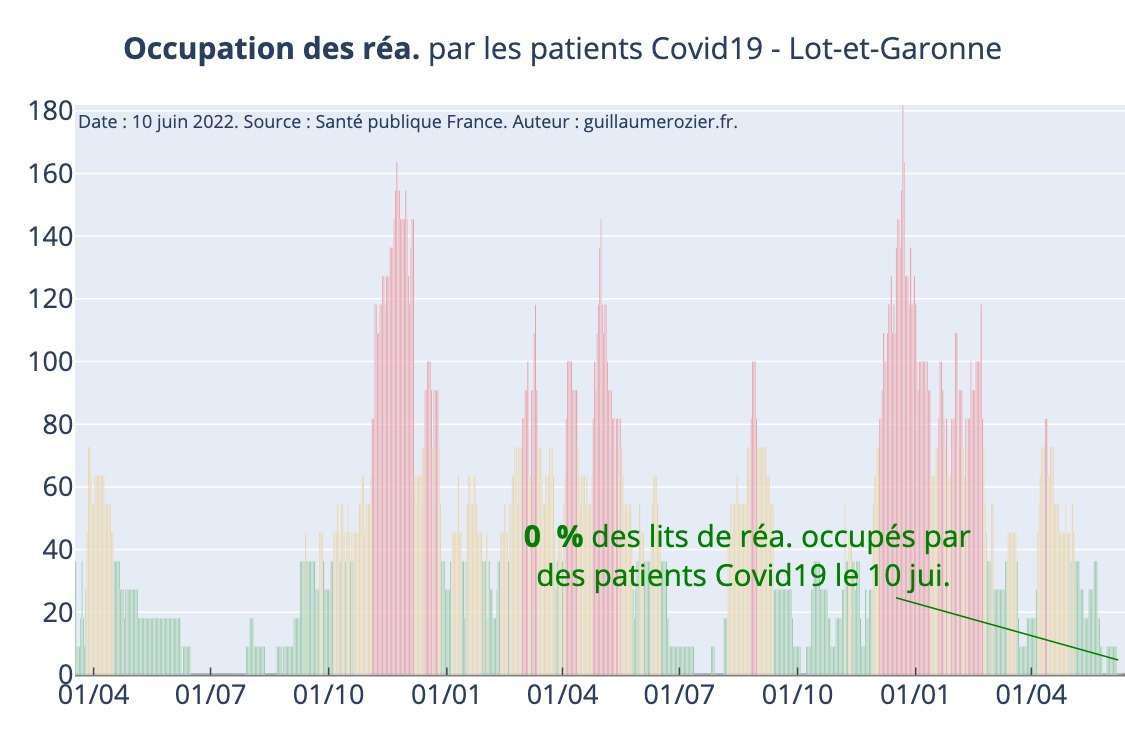 Occupation des réa. par les patients Covid19 - Lot-et-Garonne
Date : 10 juin 2022. Source : Santé publique France. Auteur : guillaumerozier.fr.
180
160
140
120
100
80
60
40
20
0
0 % des lits de réa. occupés par
des patients Covid19 le 10 jui.
01/04 01/07 01/10 01/01 01/04 01/07 01/10 01/01 01/04